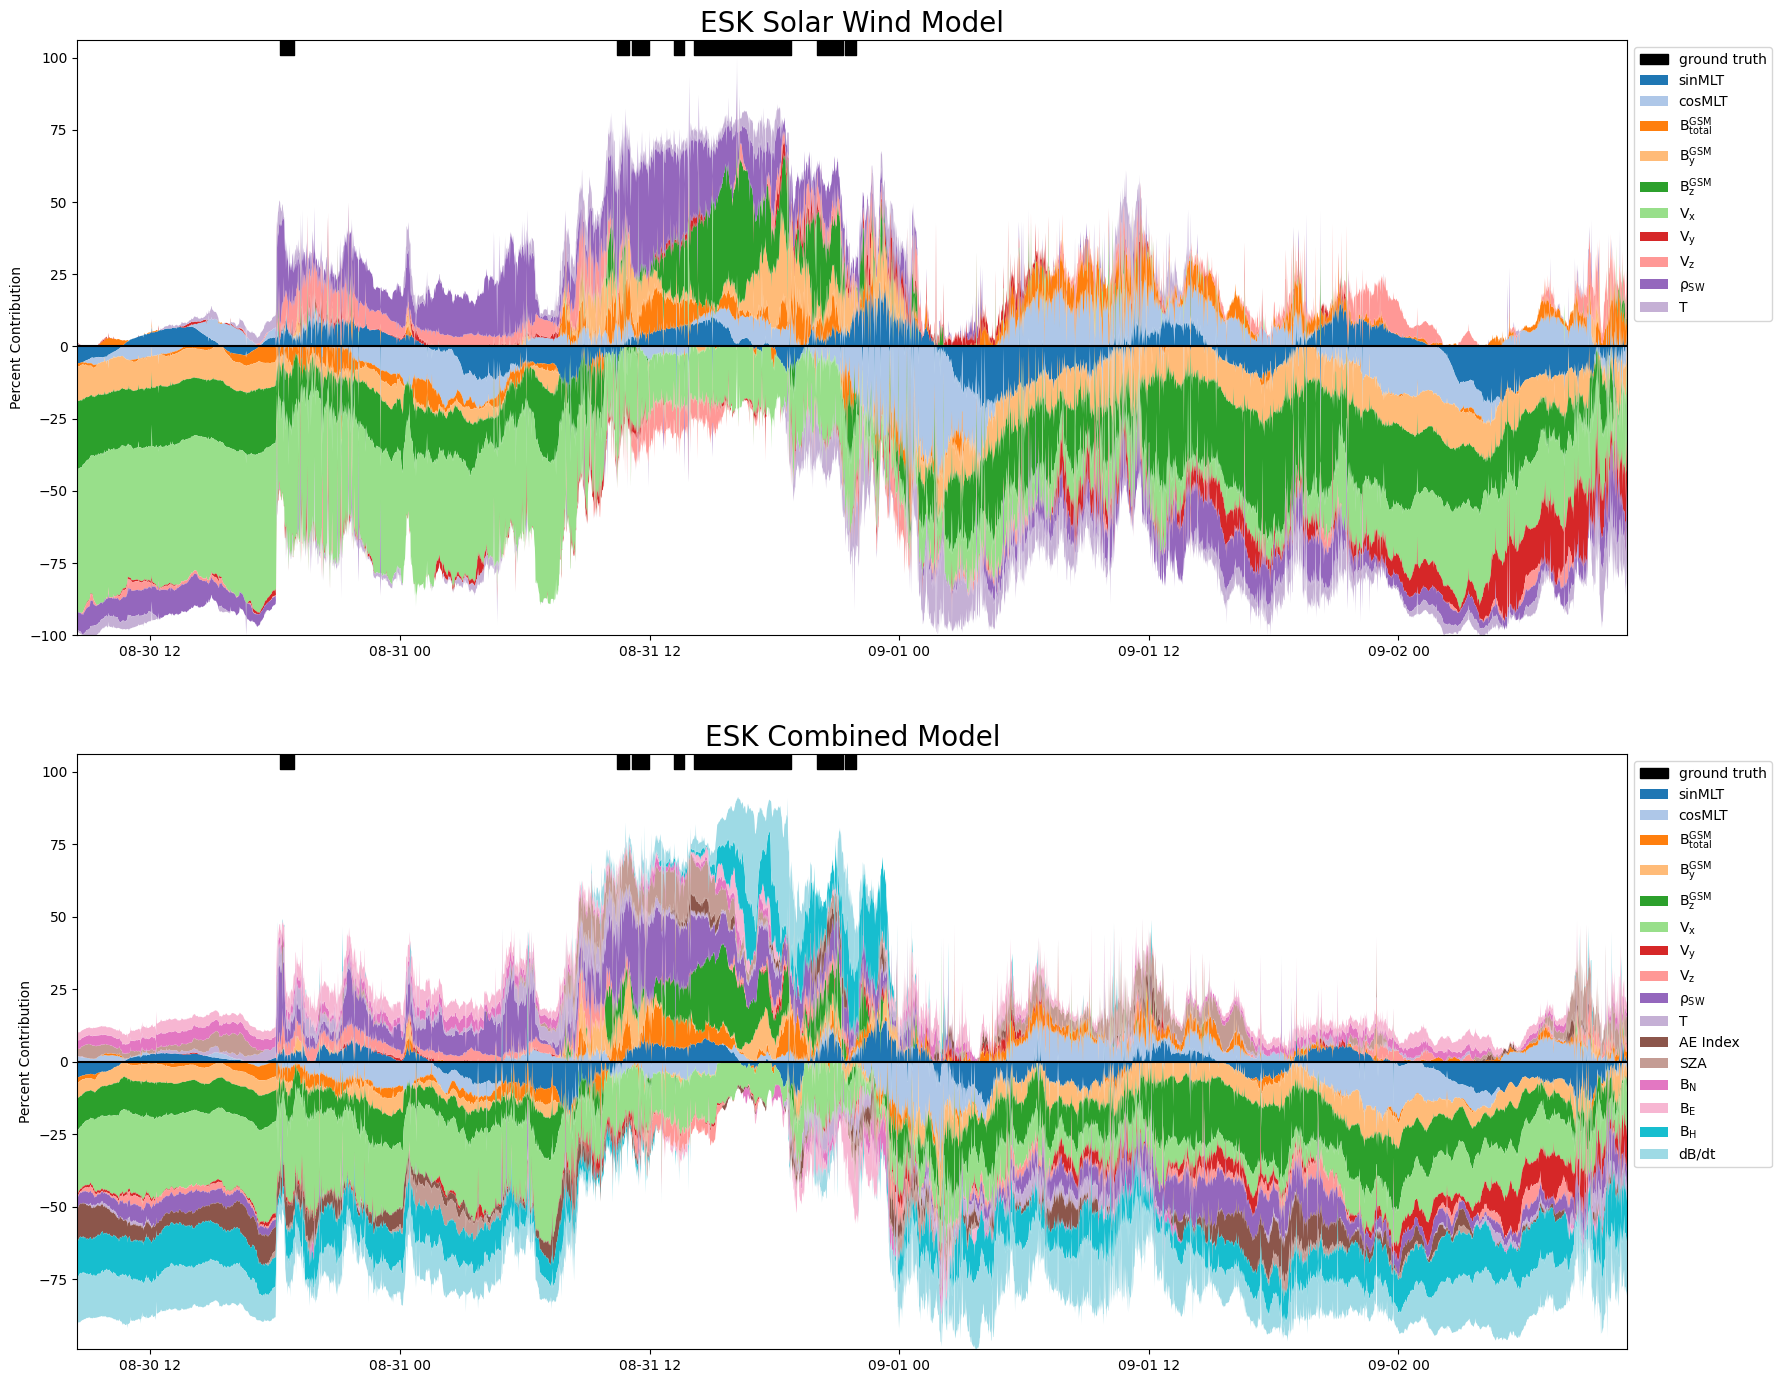 ESK Solar Wind Model
100
75
50
25
0
−25
−50
−75
−100
Percent Contribution
08-30 12
08-31 00
08-31 12
09-01 00
09-01 12
09-02 00
ground truth
sinMLT
cosMLT
B_total^GSM
B_y^GSM
B_z^GSM
V_x
V_y
V_z
ρ_SW
T
ESK Combined Model
100
75
50
25
0
−25
−50
−75
Percent Contribution
08-30 12
08-31 00
08-31 12
09-01 00
09-01 12
09-02 00
ground truth
sinMLT
cosMLT
B_total^GSM
B_y^GSM
B_z^GSM
V_x
V_y
V_z
ρ_SW
T
AE Index
SZA
B_N
B_E
B_H
dB/dt